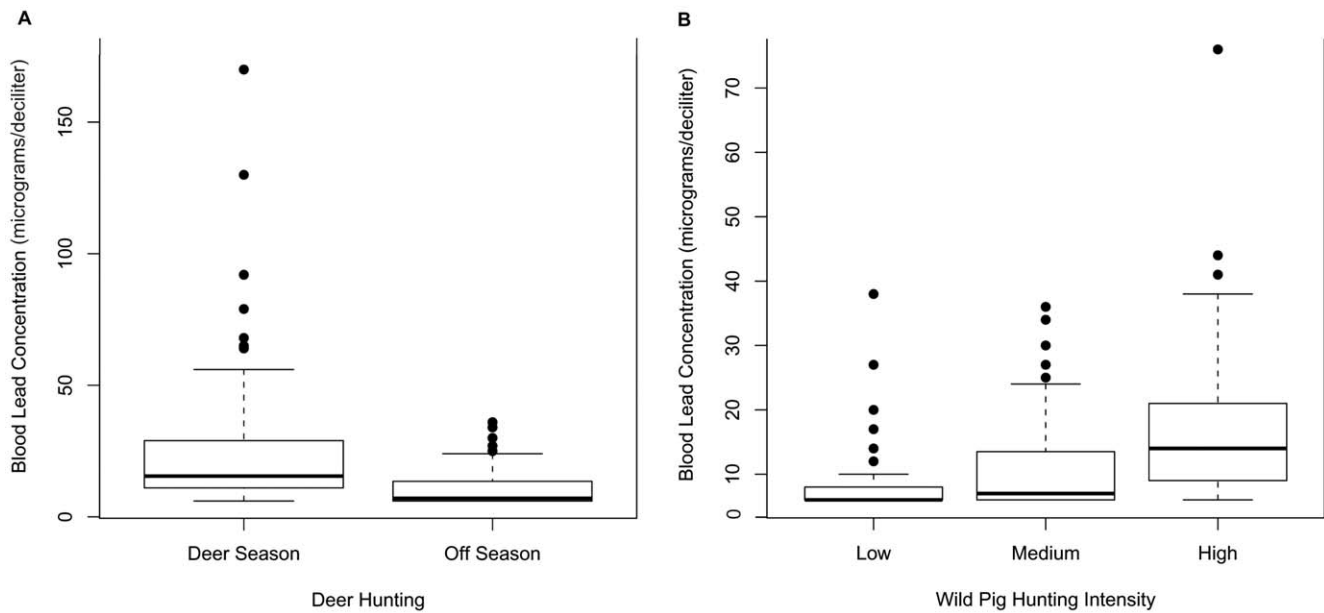 A
Blood Lead Concentration (micrograms/deciliter)
150
100
50
0
Deer Season Off Season
Deer Hunting
B
Blood Lead Concentration (micrograms/deciliter)
70
60
50
40
30
20
10
0
Low Medium High
Wild Pig Hunting Intensity